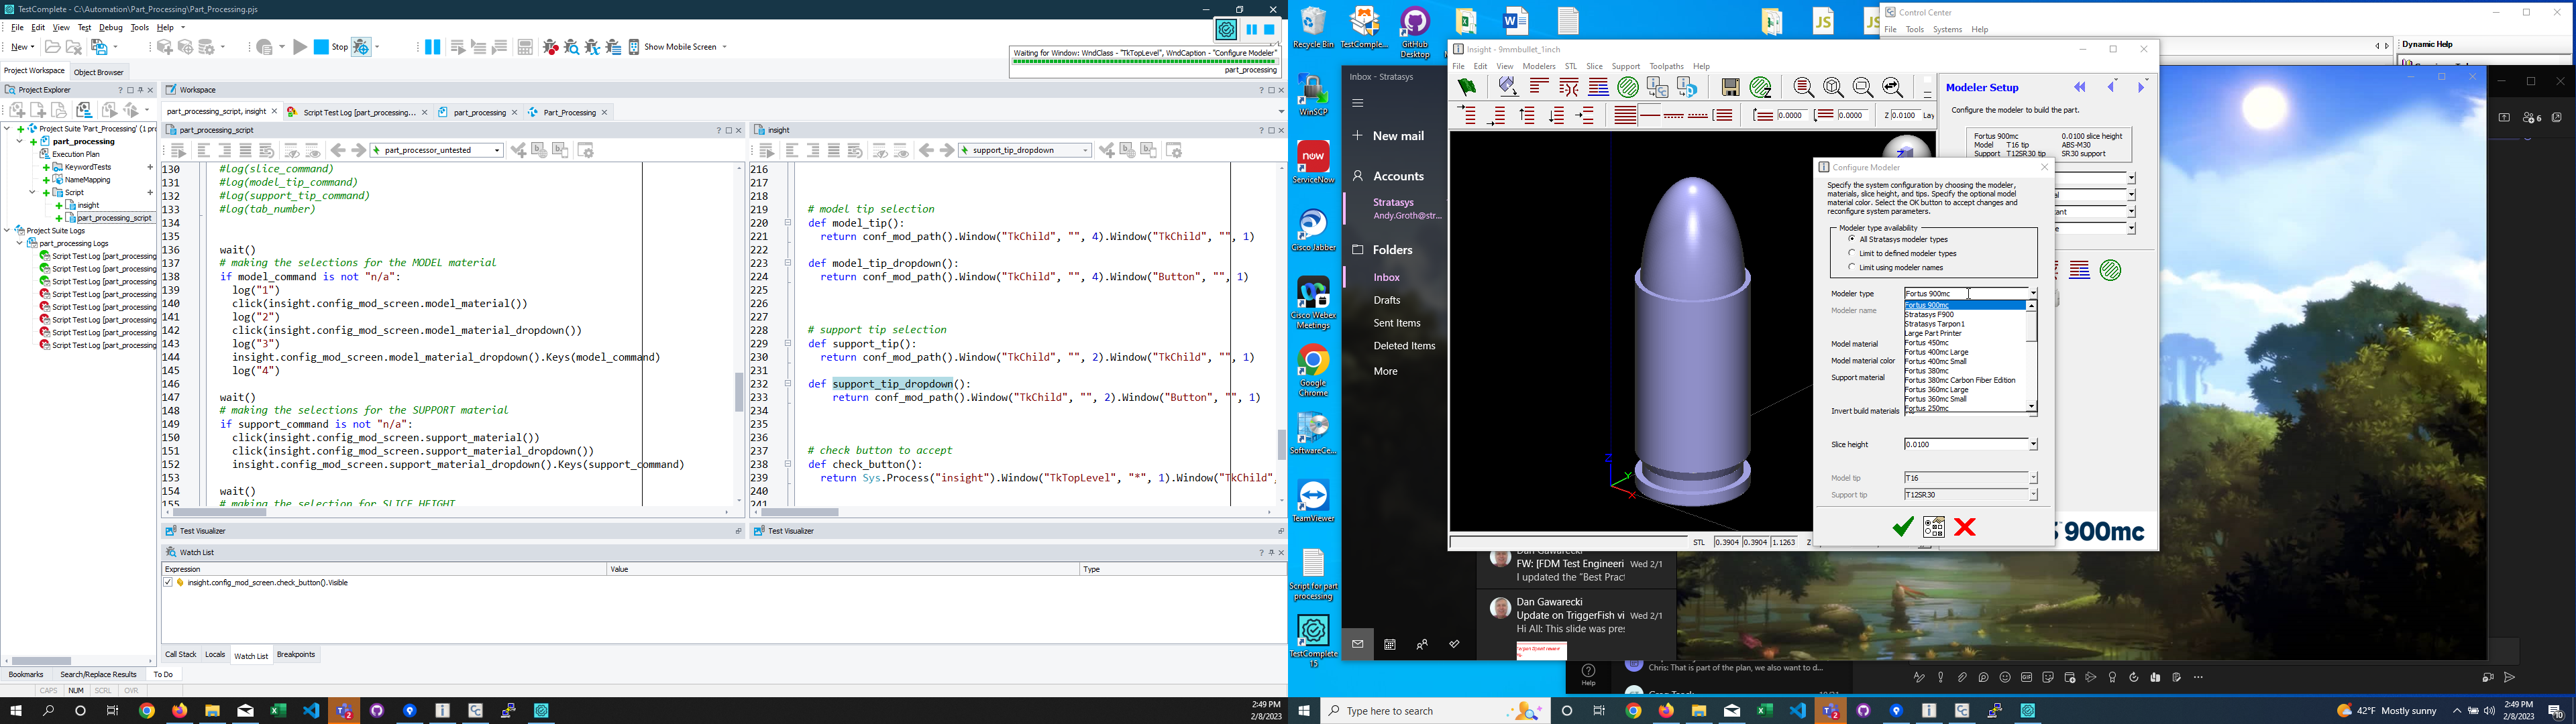 TestComplete - C:\Automation\Part_Processing\Part_Processing.pjs
File Edit View Test Debug Tools Help
New
Stop
Show Mobile Screen
Waiting for Window: WndClass - "TkTopLevel", WndCaption - "Configure Modeler"
part_processing
Project Workspace Object Browser
Project Explorer
Project Suite 'Part_Processing' (1 pro
part_processing
Execution Plan
KeywordTests
NameMapping
Script
insight
part_processing_script
Project Suite Logs
part_processing Logs
Script Test Log [part_processing
Script Test Log [part_processing
Script Test Log [part_processing
Script Test Log [part_processing
Script Test Log [part_processing
Script Test Log [part_processing
Script Test Log [part_processing
Script Test Log [part_processing
Workspace
part_processing_script, insight
Script Test Log [part_processing...
part_processing
Part_Processing
part_processing_script
part_processor_untested
130 #log(slice_command)
131 #log(model_tip_command)
132 #log(support_tip_command)
133 #log(tab_number)
134
135
136 wait()
137 # making the selections for the MODEL material
138 if model_command is not "n/a":
139 log("1")
140 click(insight.config_mod_screen.model_material())
141 log("2")
142 click(insight.config_mod_screen.model_material_dropdown())
143 log("3")
144 insight.config_mod_screen.model_material_dropdown().Keys(model_command)
145 log("4")
146
147 wait()
148 # making the selections for the SUPPORT material
149 if support_command is not "n/a":
150 click(insight.config_mod_screen.support_material())
151 click(insight.config_mod_screen.support_material_dropdown())
152 insight.config_mod_screen.support_material_dropdown().Keys(support_command)
153
154 wait()
155 # making the selection for SLICE HEIGHT
insight
support_tip_dropdown
216
217
218
219 # model tip selection
220 def model_tip():
221 return conf_mod_path().Window("TkChild", "", 4).Window("TkChild", "", 1)
222
223 def model_tip_dropdown():
224 return conf_mod_path().Window("TkChild", "", 4).Window("Button", "", 1)
225
226
227
228 # support tip selection
229 def support_tip():
230 return conf_mod_path().Window("TkChild", "", 2).Window("TkChild", "", 1)
231
232 def support_tip_dropdown():
233 return conf_mod_path().Window("TkChild", "", 2).Window("Button", "", 1)
234
235
236
237 # check button to accept
238 def check_button():
239 return Sys.Process("insight").Window("TkTopLevel", "*", 1).Window("TkChild",
240
241
Test Visualizer
Test Visualizer
Watch List
Expression Value Type
insight.config_mod_screen.check_button().Visible
Call Stack Locals Watch List Breakpoints
Bookmarks Search/Replace Results To Do
CAPS NUM SCRL OVR
2:49 PM
2/8/2023
Recycle Bin
TestComple...
GitHub
Desktop
WinSCP
now
ServiceNow
Cisco Jabber
Cisco Webex
Meetings
Google
Chrome
SoftwareCe...
TeamViewer
Script for part
processing
TestComplete
15
Inbox - Stratasys
New mail
Accounts
Stratasys
Andy.Groth@str...
Folders
Inbox
Drafts
Sent Items
Deleted Items
More
Dan Gawarecki
FW: [FDM Test Engineeri Wed 2/1
I updated the "Best Pract
Dan Gawarecki
Update on TriggerFish vi Wed 2/1
Hi All: This slide was pres
Help
Chris: That is part of the plan, we also want to d...
Insight - 9mmbullet_1inch
File Edit View Modelers STL Slice Support Toolpaths Help
0.0000 0.0000 Z 0.0100 Lay
STL 0.3904 0.3904 1.1263 Z
Modeler Setup
Configure the modeler to build the part.
Fortus 900mc 0.0100 slice height
Model T16 tip ABS-M30
Support T12SR30 tip SR30 support
900mc
Configure Modeler
Specify the system configuration by choosing the modeler,
materials, slice height, and tips. Specify the optional model
material color. Select the OK button to accept changes and
reconfigure system parameters.
Modeler type availability
All Stratasys modeler types
Limit to defined modeler types
Limit using modeler names
Modeler type Fortus 900mc
Modeler name
Model material
Model material color
Support material
Invert build materials
Fortus 900mc
Stratasys F900
Stratasys Tarpon1
Large Part Printer
Fortus 450mc
Fortus 400mc Large
Fortus 400mc Small
Fortus 380mc
Fortus 380mc Carbon Fiber Edition
Fortus 360mc Large
Fortus 360mc Small
Fortus 250mc
Slice height 0.0100
Model tip T16
Support tip T12SR30
Control Center
File Tools Systems Help
Dynamic Help
6
Type here to search
42°F Mostly sunny
2:49 PM
2/8/2023